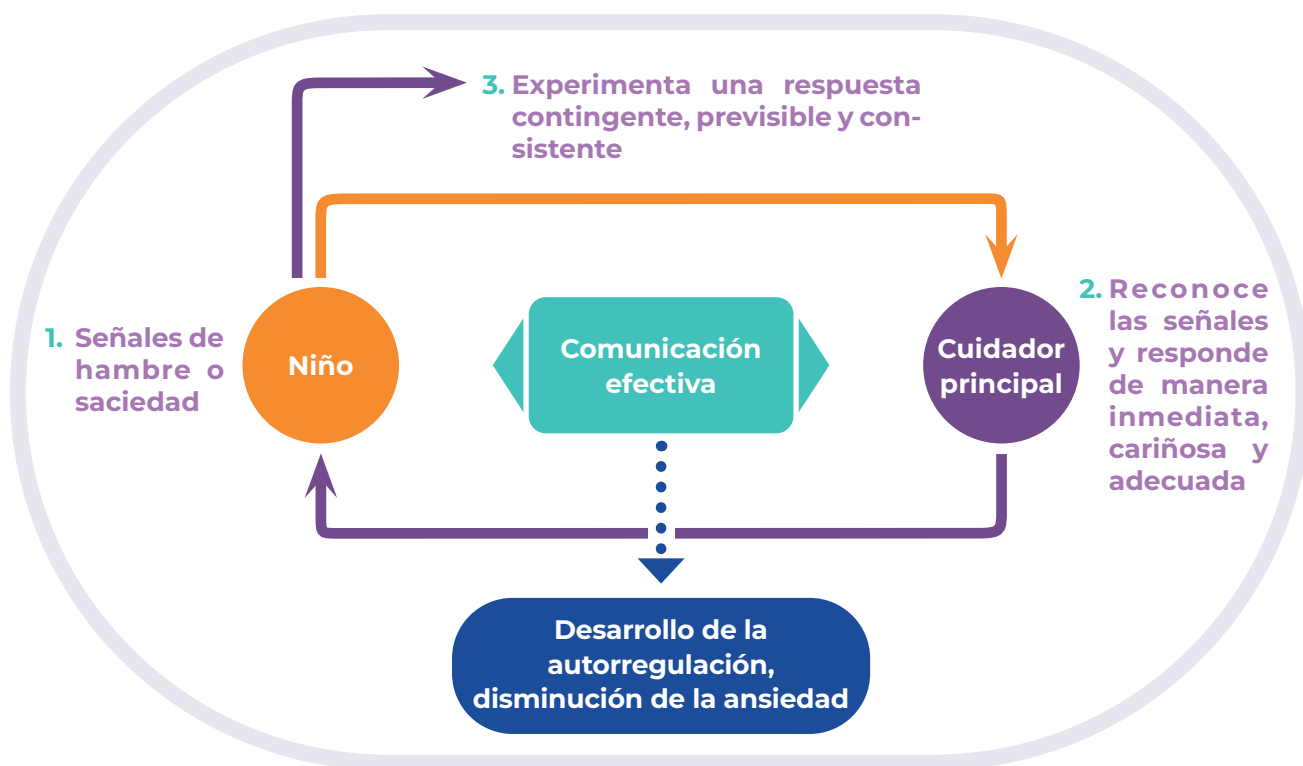 3. Experimenta una respuesta
contingente, previsible y con-
sistente
1. Señales de
hambre o
saciedad
Niño
Comunicación
efectiva
Cuidador
principal
2. Reconoce
las señales
y responde
de manera
inmediata,
cariñosa y
adecuada
Desarrollo de la
autorregulación,
disminución de la ansiedad